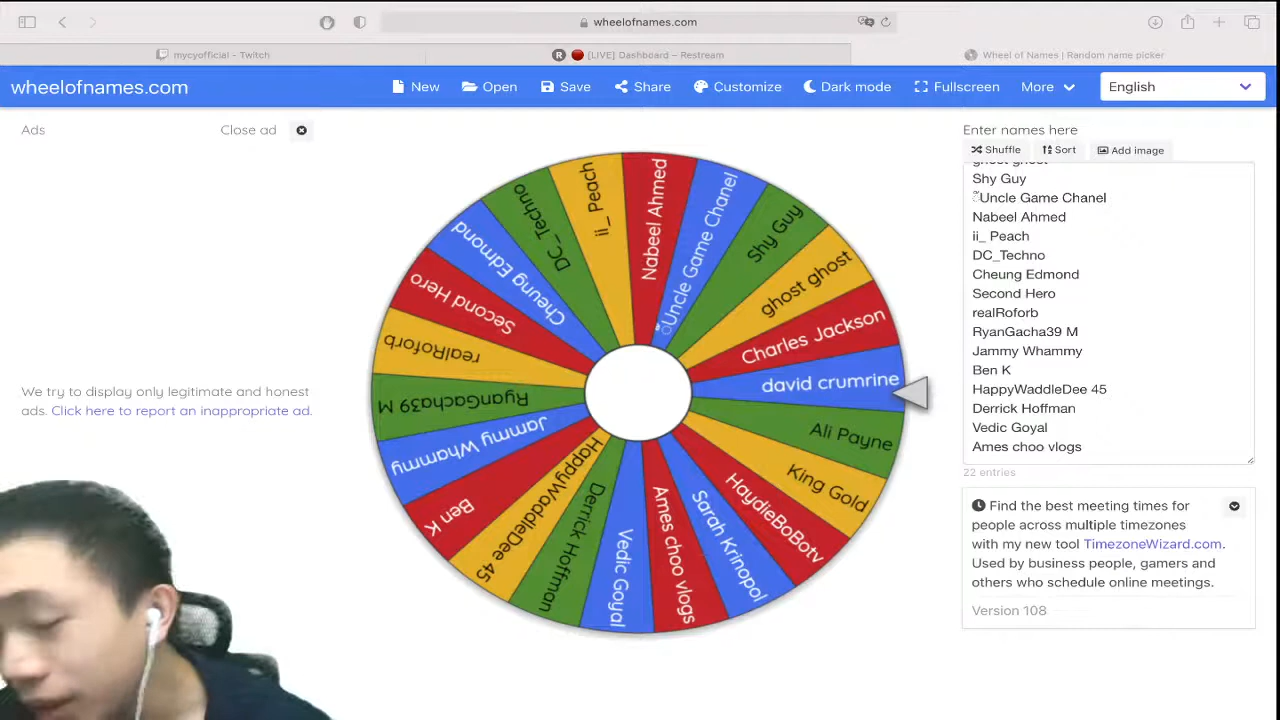 wheelofnames.com
mycyofficial - Twitch
R [LIVE] Dashboard – Restream
Wheel of Names | Random name picker
wheelofnames.com
New
Open
Save
Share
Customize
Dark mode
Fullscreen
More
English
Ads
Close ad
We try to display only legitimate and honest
ads. Click here to report an inappropriate ad.
Nabeel Ahmed
Uncle Game Chanel
Shy Guy
ghost ghost
Charles Jackson
david crumrine
Ali Payne
King Gold
HaydieBoBotv
Sarah Krinopol
Ames choo vlogs
Vedic Goyal
Derrick Hoffman
HappyWaddleDee 45
Ben K
Jammy Whammy
RyanGacha39 M
realRoforb
Second Hero
Cheung Edmond
DC_Techno
ii_ Peach
Enter names here
Shuffle
Sort
Add image
ghost ghost
Shy Guy
Uncle Game Chanel
Nabeel Ahmed
ii_ Peach
DC_Techno
Cheung Edmond
Second Hero
realRoforb
RyanGacha39 M
Jammy Whammy
Ben K
HappyWaddleDee 45
Derrick Hoffman
Vedic Goyal
Ames choo vlogs
22 entries
Find the best meeting times for
people across multiple timezones
with my new tool TimezoneWizard.com.
Used by business people, gamers and
others who schedule online meetings.
Version 108